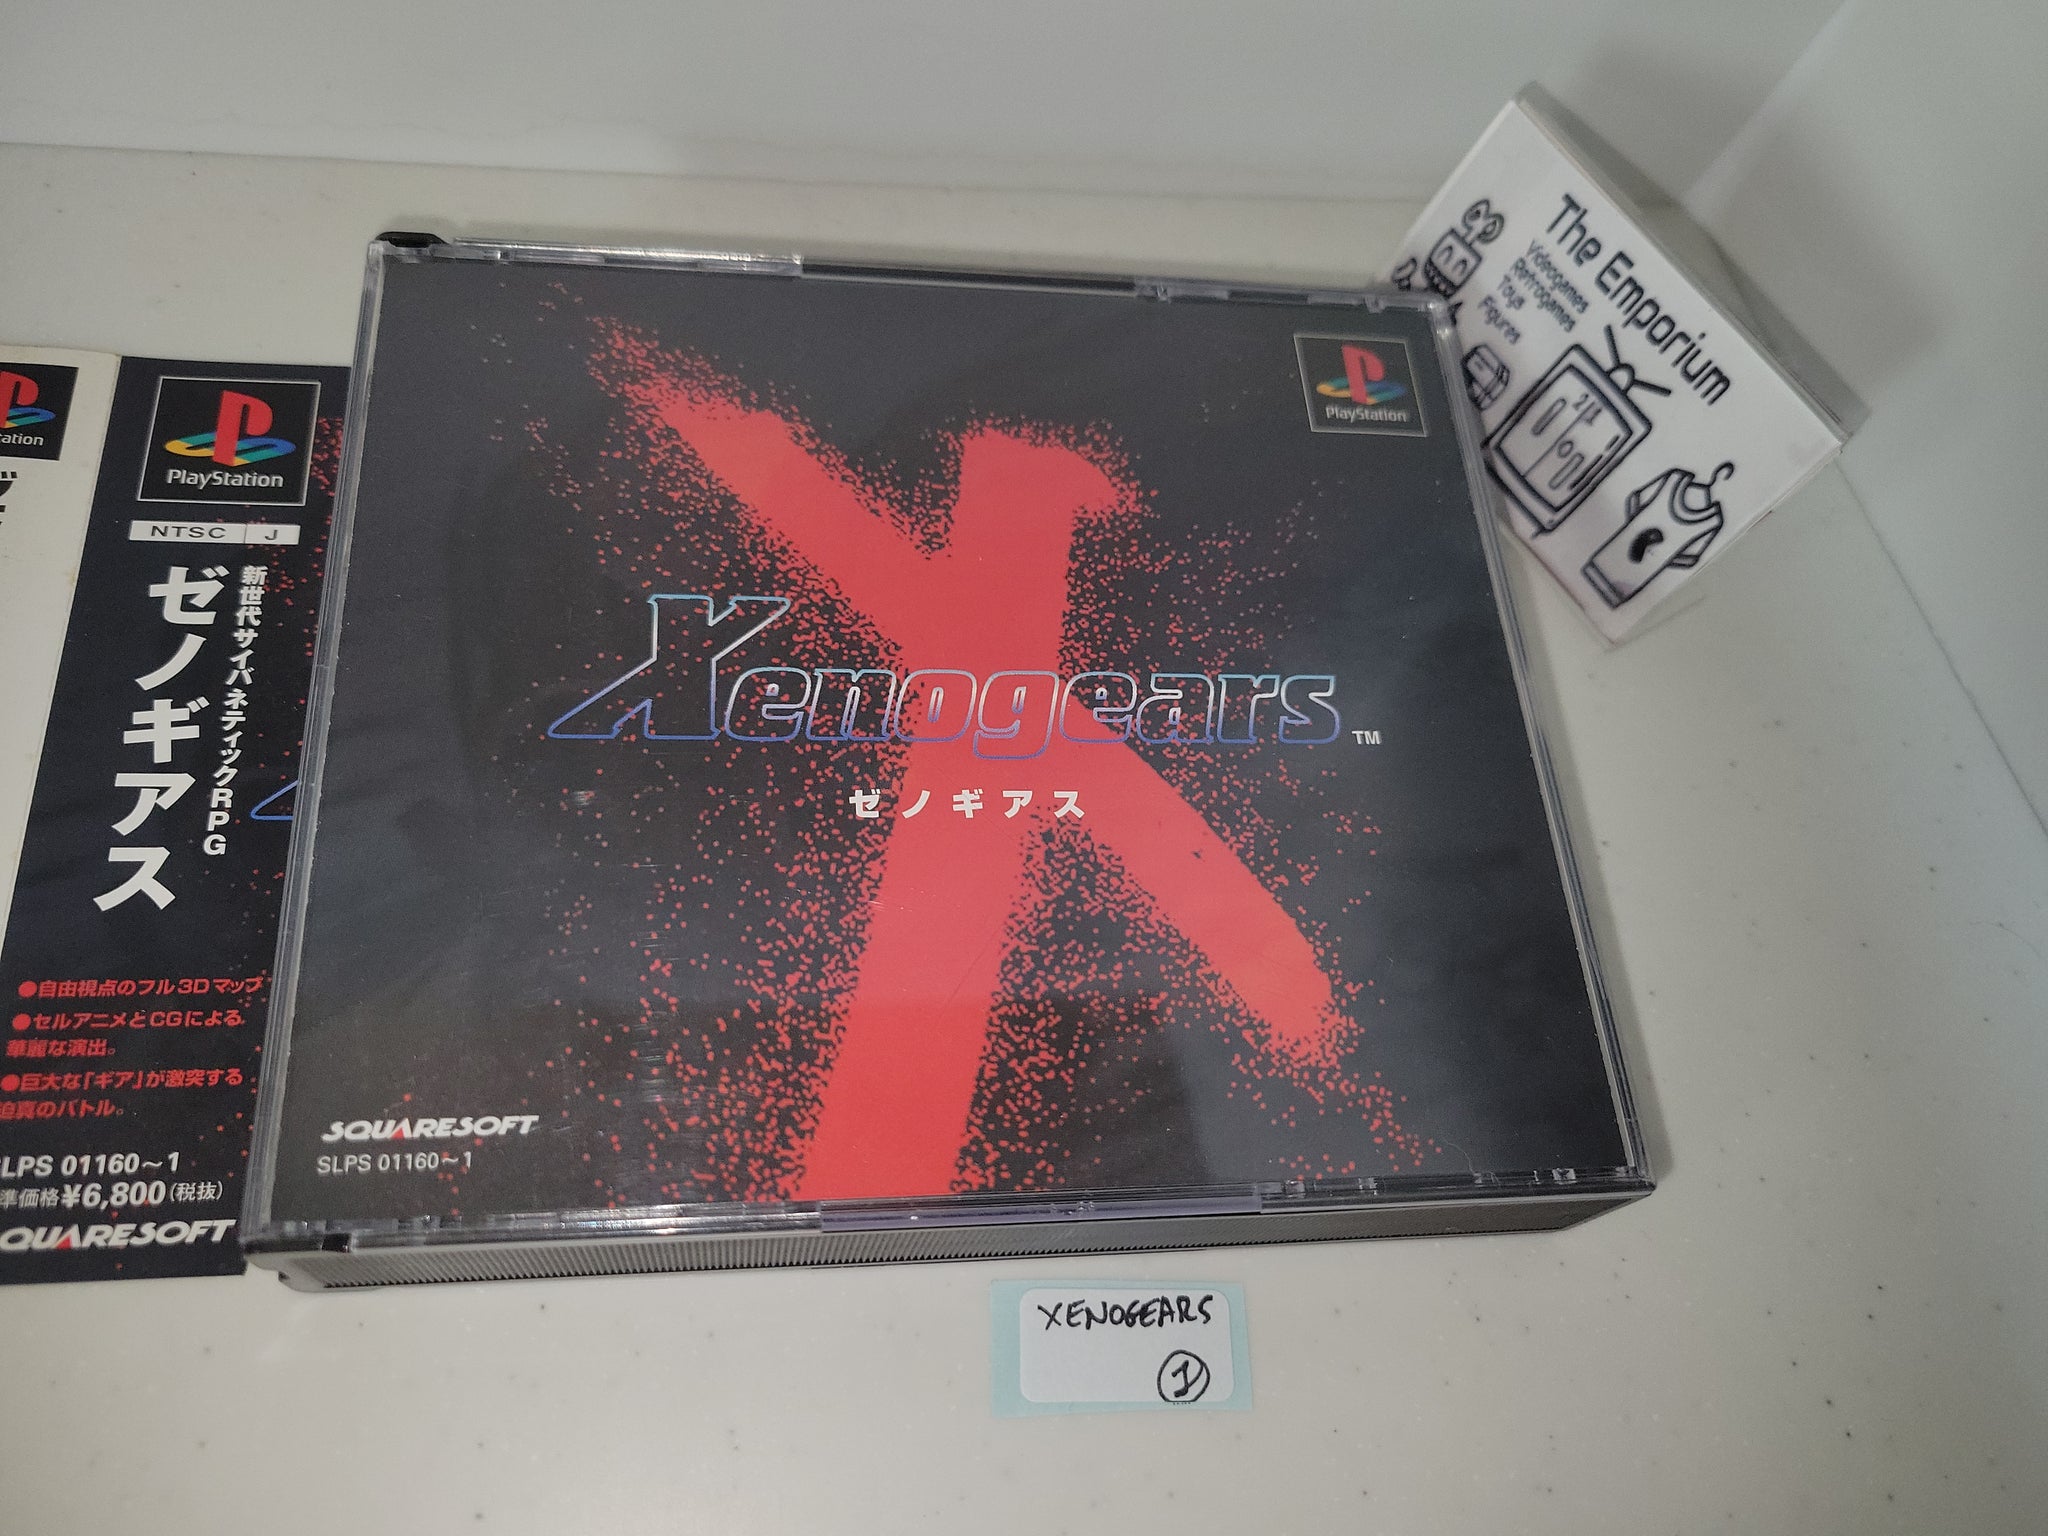 The Emporium
Videogames
Retrogames
Toys
Figures
PlayStation
Xenogears TM
ゼノギアス
SQUARESOFT
SLPS 01160~1
ation
PlayStation
NTSC J
新世代サイバネティックRPG
ゼノギアス
●自由視点のフル3Dマップ
●セルアニメとCGによる
華麗な演出。
●巨大な「ギア」が激突する
迫真のバトル。
LPS 01160~1
準価格¥6,800(税抜)
QUARESOFT
XENOGEARS
1